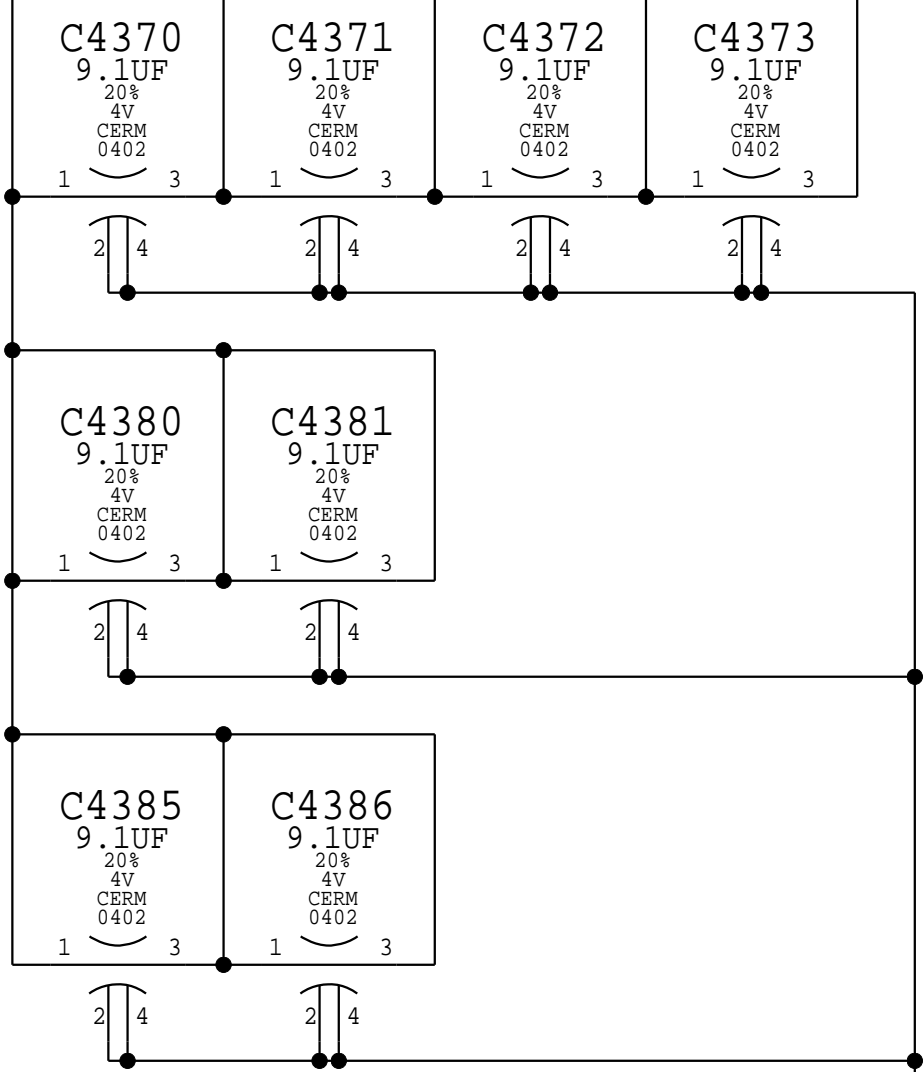 C4370 C4371 C4372 C4373
9.1UF 9.1UF 9.1UF 9.1UF
20% 20% 20% 20%
4V 4V 4V 4V
CERM CERM CERM CERM
0402 0402 0402 0402
1 3 1 3 1 3 1 3
2 4 2 4 2 4 2 4
C4380 C4381
9.1UF 9.1UF
20% 20%
4V 4V
CERM CERM
0402 0402
1 3 1 3
2 4 2 4
C4385 C4386
9.1UF 9.1UF
20% 20%
4V 4V
CERM CERM
0402 0402
1 3 1 3
2 4 2 4